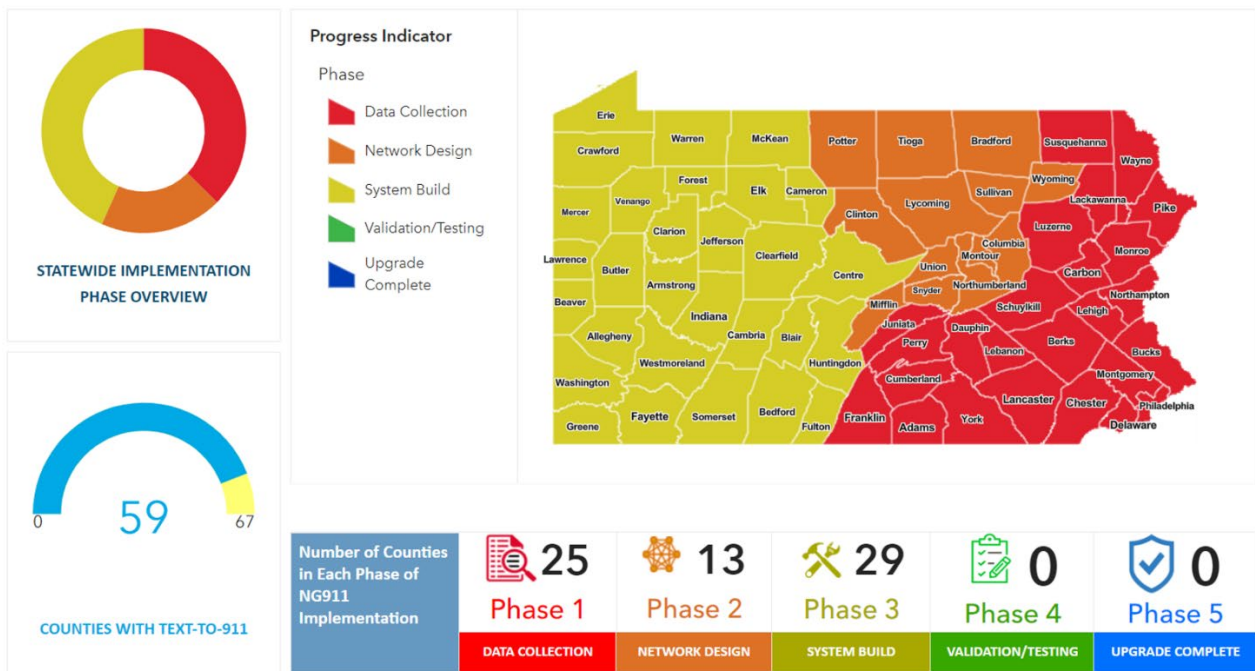 STATEWIDE IMPLEMENTATION
PHASE OVERVIEW
Progress Indicator
Phase
Data Collection
Network Design
System Build
Validation/Testing
Upgrade
Complete
Erie
Warren
McKean
Potter
Tioga
Bradford
Susquehanna
Crawford
Wayne
Forest
Elk
Cameron
Wyoming
Sullivan
Lackawanna
Venango
Mercer
Clinton
Lycoming
Pike
Clarion
Jefferson
Luzerne
Columbia
Monroe
Lawrence
Butler
Clearfield
Centre
Union
Montour
Carbon
Armstrong
Snyder
Northumberland
Northampton
Beaver
Mifflin
Schuylkill
Lehigh
Indiana
Juniata
Allegheny
Cambria
Blair
Dauphin
Perry
Lebanon
Berks
Bucks
Westmoreland
Huntingdon
Cumberland
Montgomery
Washington
Lancaster
Philadelphia
Greene
Fayette
Somerset
Bedford
Fulton
Franklin
Adams
York
Chester
Delaware
59
0
67
COUNTIES WITH TEXT-TO-911
Number of Counties
in Each Phase of
NG911
Implementation
25
Phase 1
DATA COLLECTION
13
Phase 2
NETWORK DESIGN
29
Phase 3
SYSTEM BUILD
0
Phase 4
VALIDATION/TESTING
0
Phase 5
UPGRADE COMPLETE